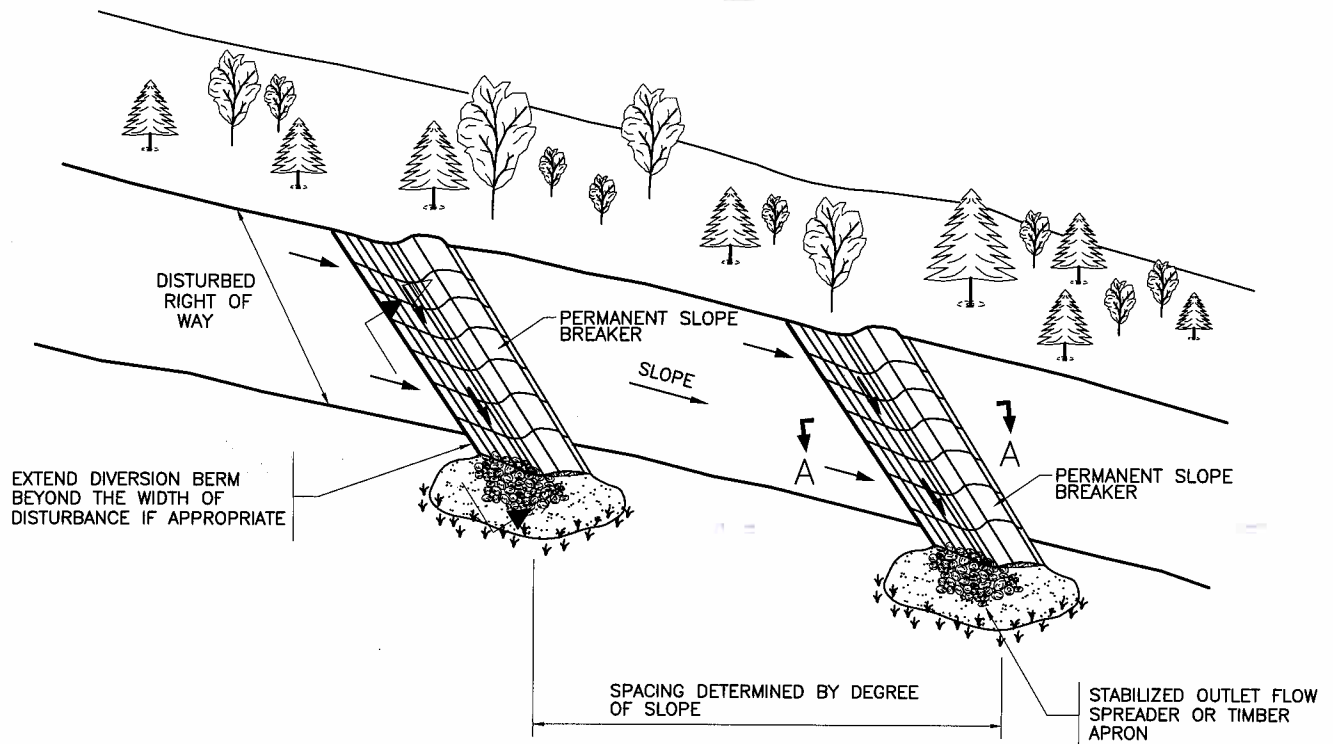 DISTURBED
RIGHT OF
WAY
PERMANENT SLOPE
BREAKER
SLOPE
A
A
EXTEND DIVERSION BERM
BEYOND THE WIDTH OF
DISTURBANCE IF APPROPRIATE
PERMANENT SLOPE
BREAKER
SPACING DETERMINED BY DEGREE
OF SLOPE
STABILIZED OUTLET FLOW
SPREADER OR TIMBER
APRON